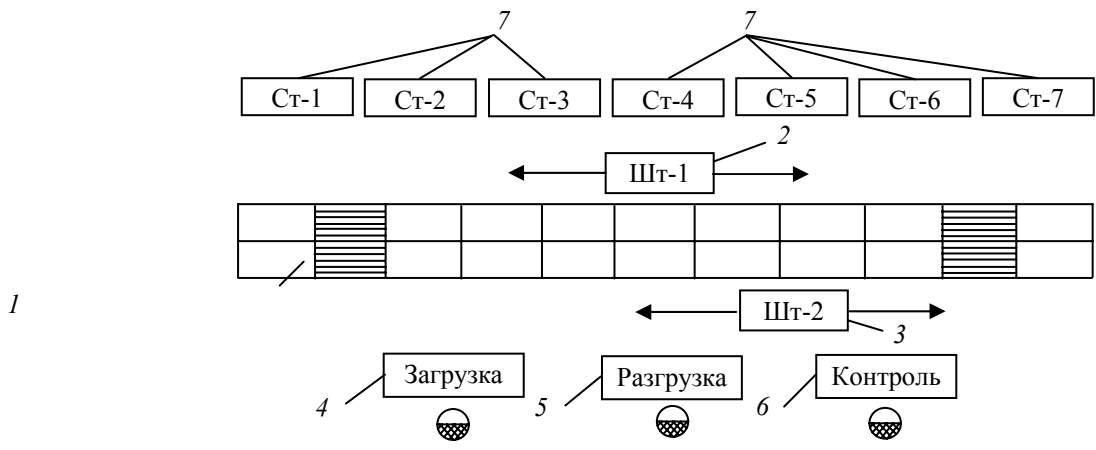 7 7
Ст-1 Ст-2 Ст-3 Ст-4 Ст-5 Ст-6 Ст-7
2
Шт-1
1
Шт-2
3
Загрузка Разгрузка Контроль
4 5 6